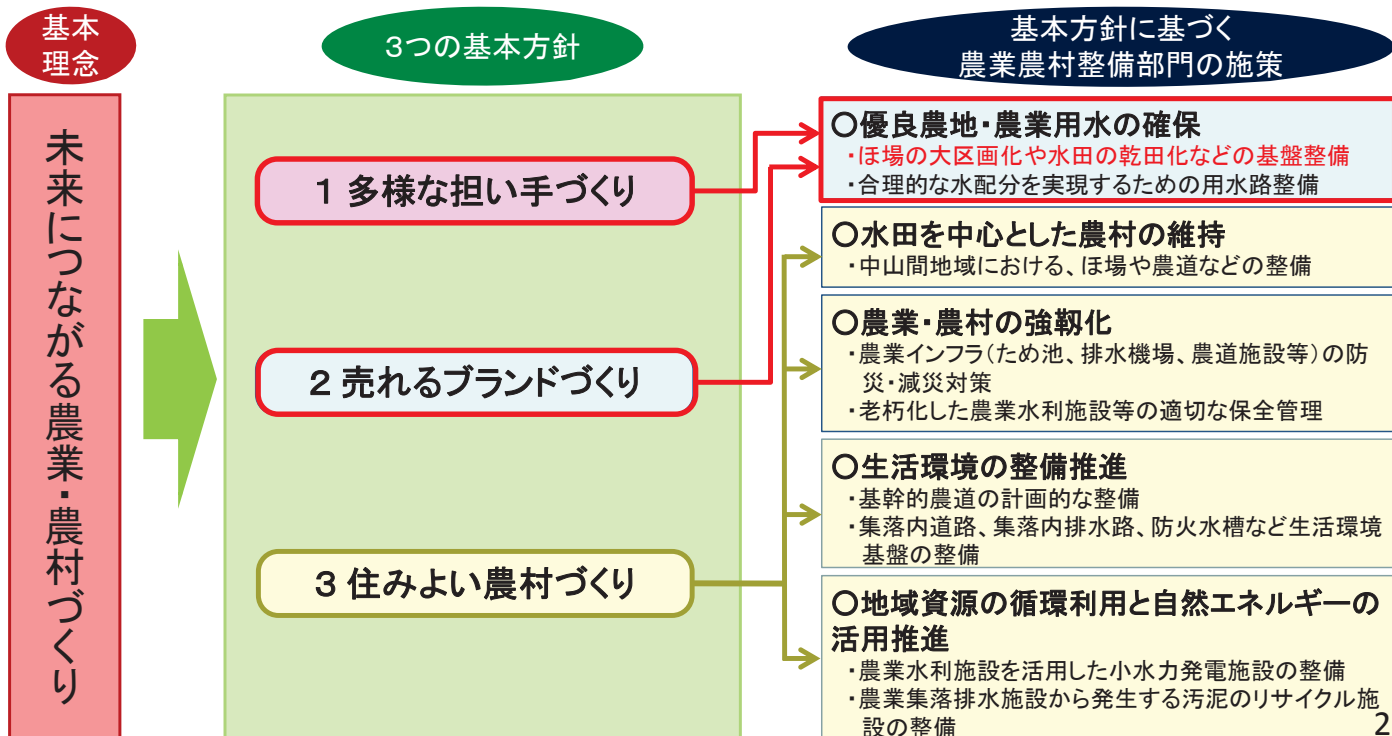 基本
理念
3つの基本方針
基本方針に基づく
農業農村整備部門の施策
未来につながる農業・農村づくり
1 多様な担い手づくり
2 売れるブランドづくり
3 住みよい農村づくり
〇優良農地・農業用水の確保
・ほ場の大区画化や水田の乾田化などの基盤整備
・合理的な水配分を実現するための用水路整備
〇水田を中心とした農村の維持
・中山間地域における、ほ場や農道などの整備
〇農業・農村の強靱化
・農業インフラ(ため池、排水機場、農道施設等)の防
災・減災対策
・老朽化した農業水利施設等の適切な保全管理
〇生活環境の整備推進
・基幹的農道の計画的な整備
・集落内道路、集落内排水路、防火水槽など生活環境
基盤の整備
〇地域資源の循環利用と自然エネルギーの
活用推進
・農業水利施設を活用した小水力発電施設の整備
・農業集落排水施設から発生する汚泥のリサイクル施
設の整備
2